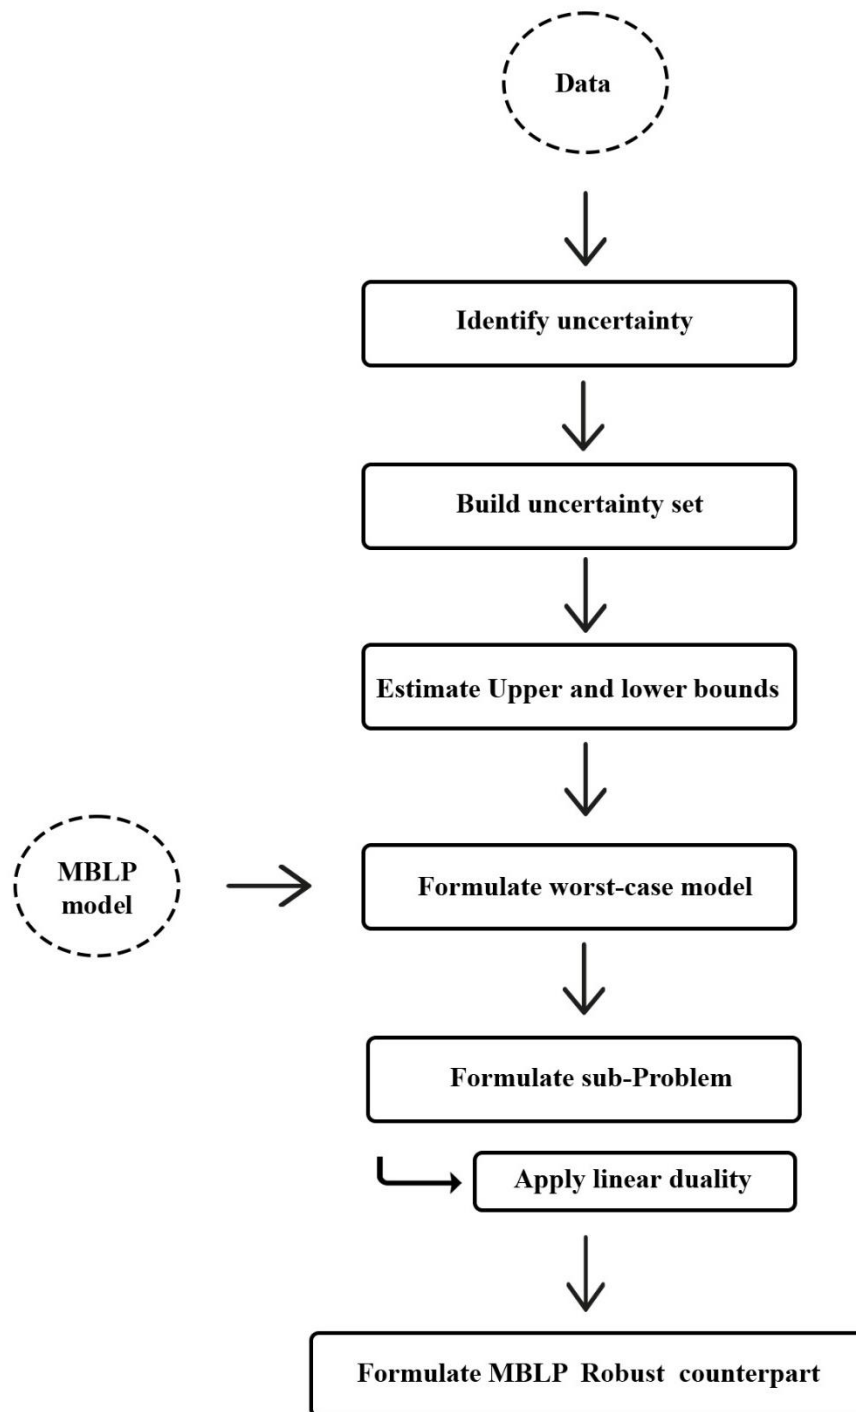 Data
Identify uncertainty
Build uncertainty set
Estimate Upper and lower bounds
MBLP
model
Formulate worst-case model
Formulate sub-Problem
Apply linear duality
Formulate MBLP Robust counterpart